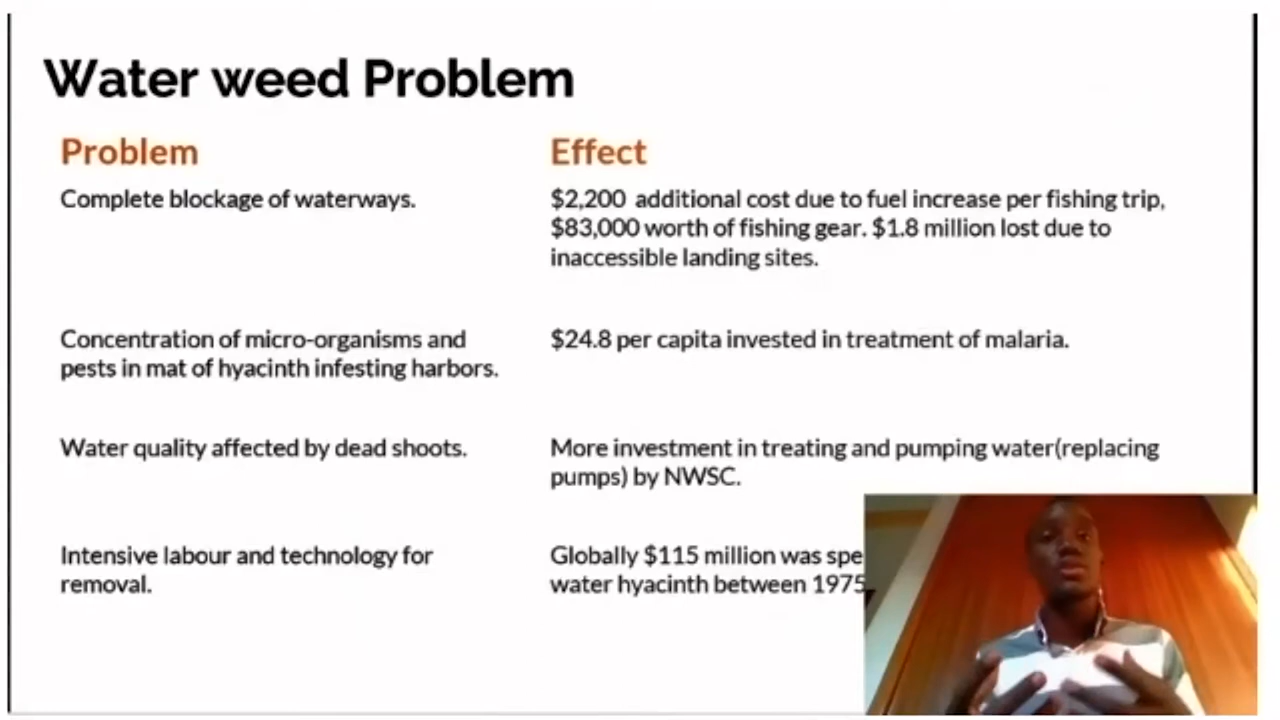 Water weed Problem
Problem
Effect
Complete blockage of waterways.
$2,200 additional cost due to fuel increase per fishing trip,
$83,000 worth of fishing gear. $1.8 million lost due to
inaccessible landing sites.
Concentration of micro-organisms and
pests in mat of hyacinth infesting harbors.
$24.8 per capita invested in treatment of malaria.
Water quality affected by dead shoots.
More investment in treating and pumping water(replacing
pumps) by NWSC.
Intensive labour and technology for
removal.
Globally $115 million was
water hyacinth between 1975